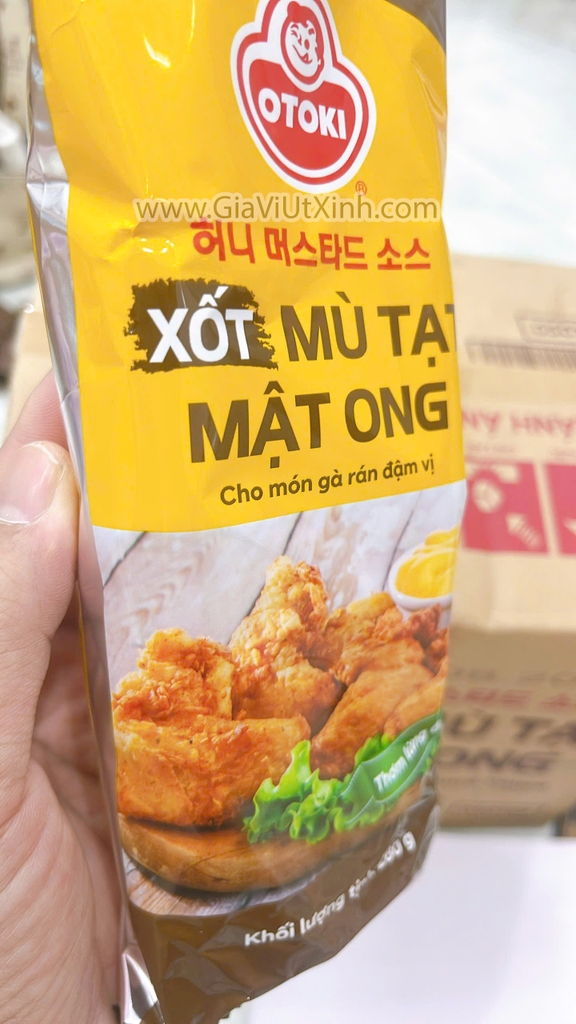 OTOKI
®
www.GiaViUtXinh.com
허니 머스타드 소스
XỐT MÙ TẠT
MẬT ONG
Cho món gà rán đậm vị
Khối lượng tịnh